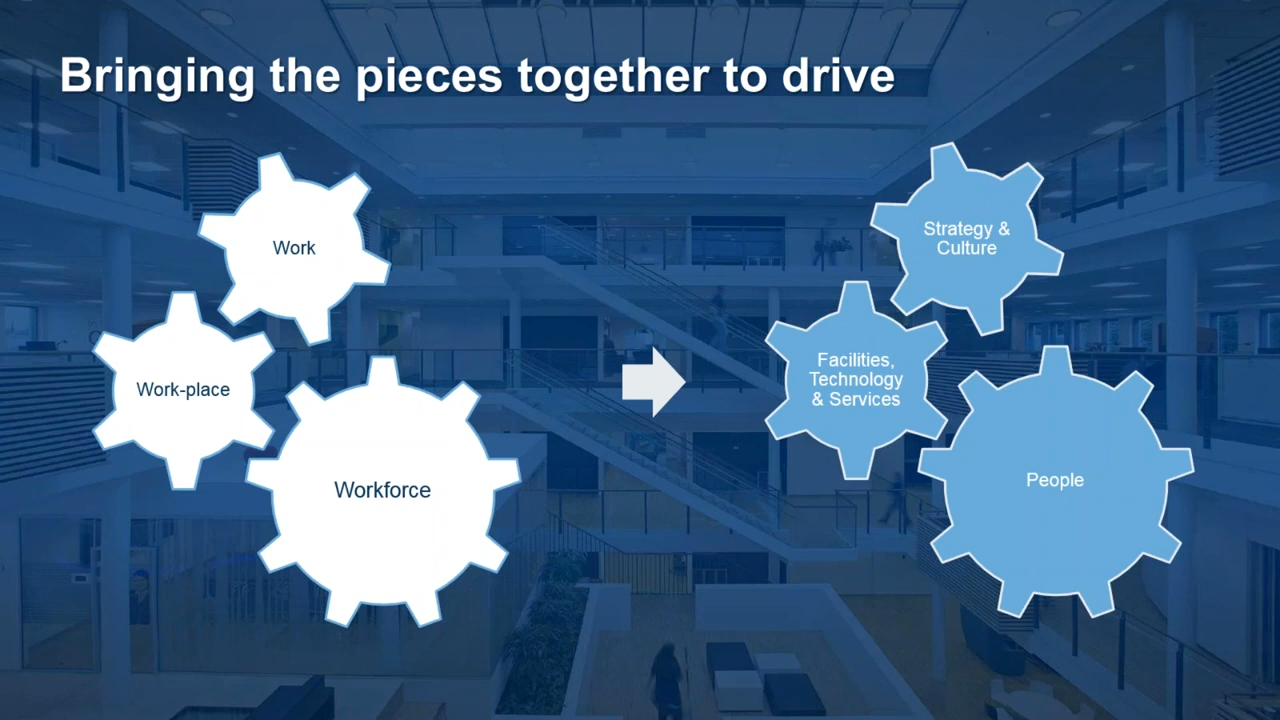 Bringing the pieces together to drive
Work
Work-place
Workforce
Strategy &
Culture
Facilities,
Technology
& Services
People